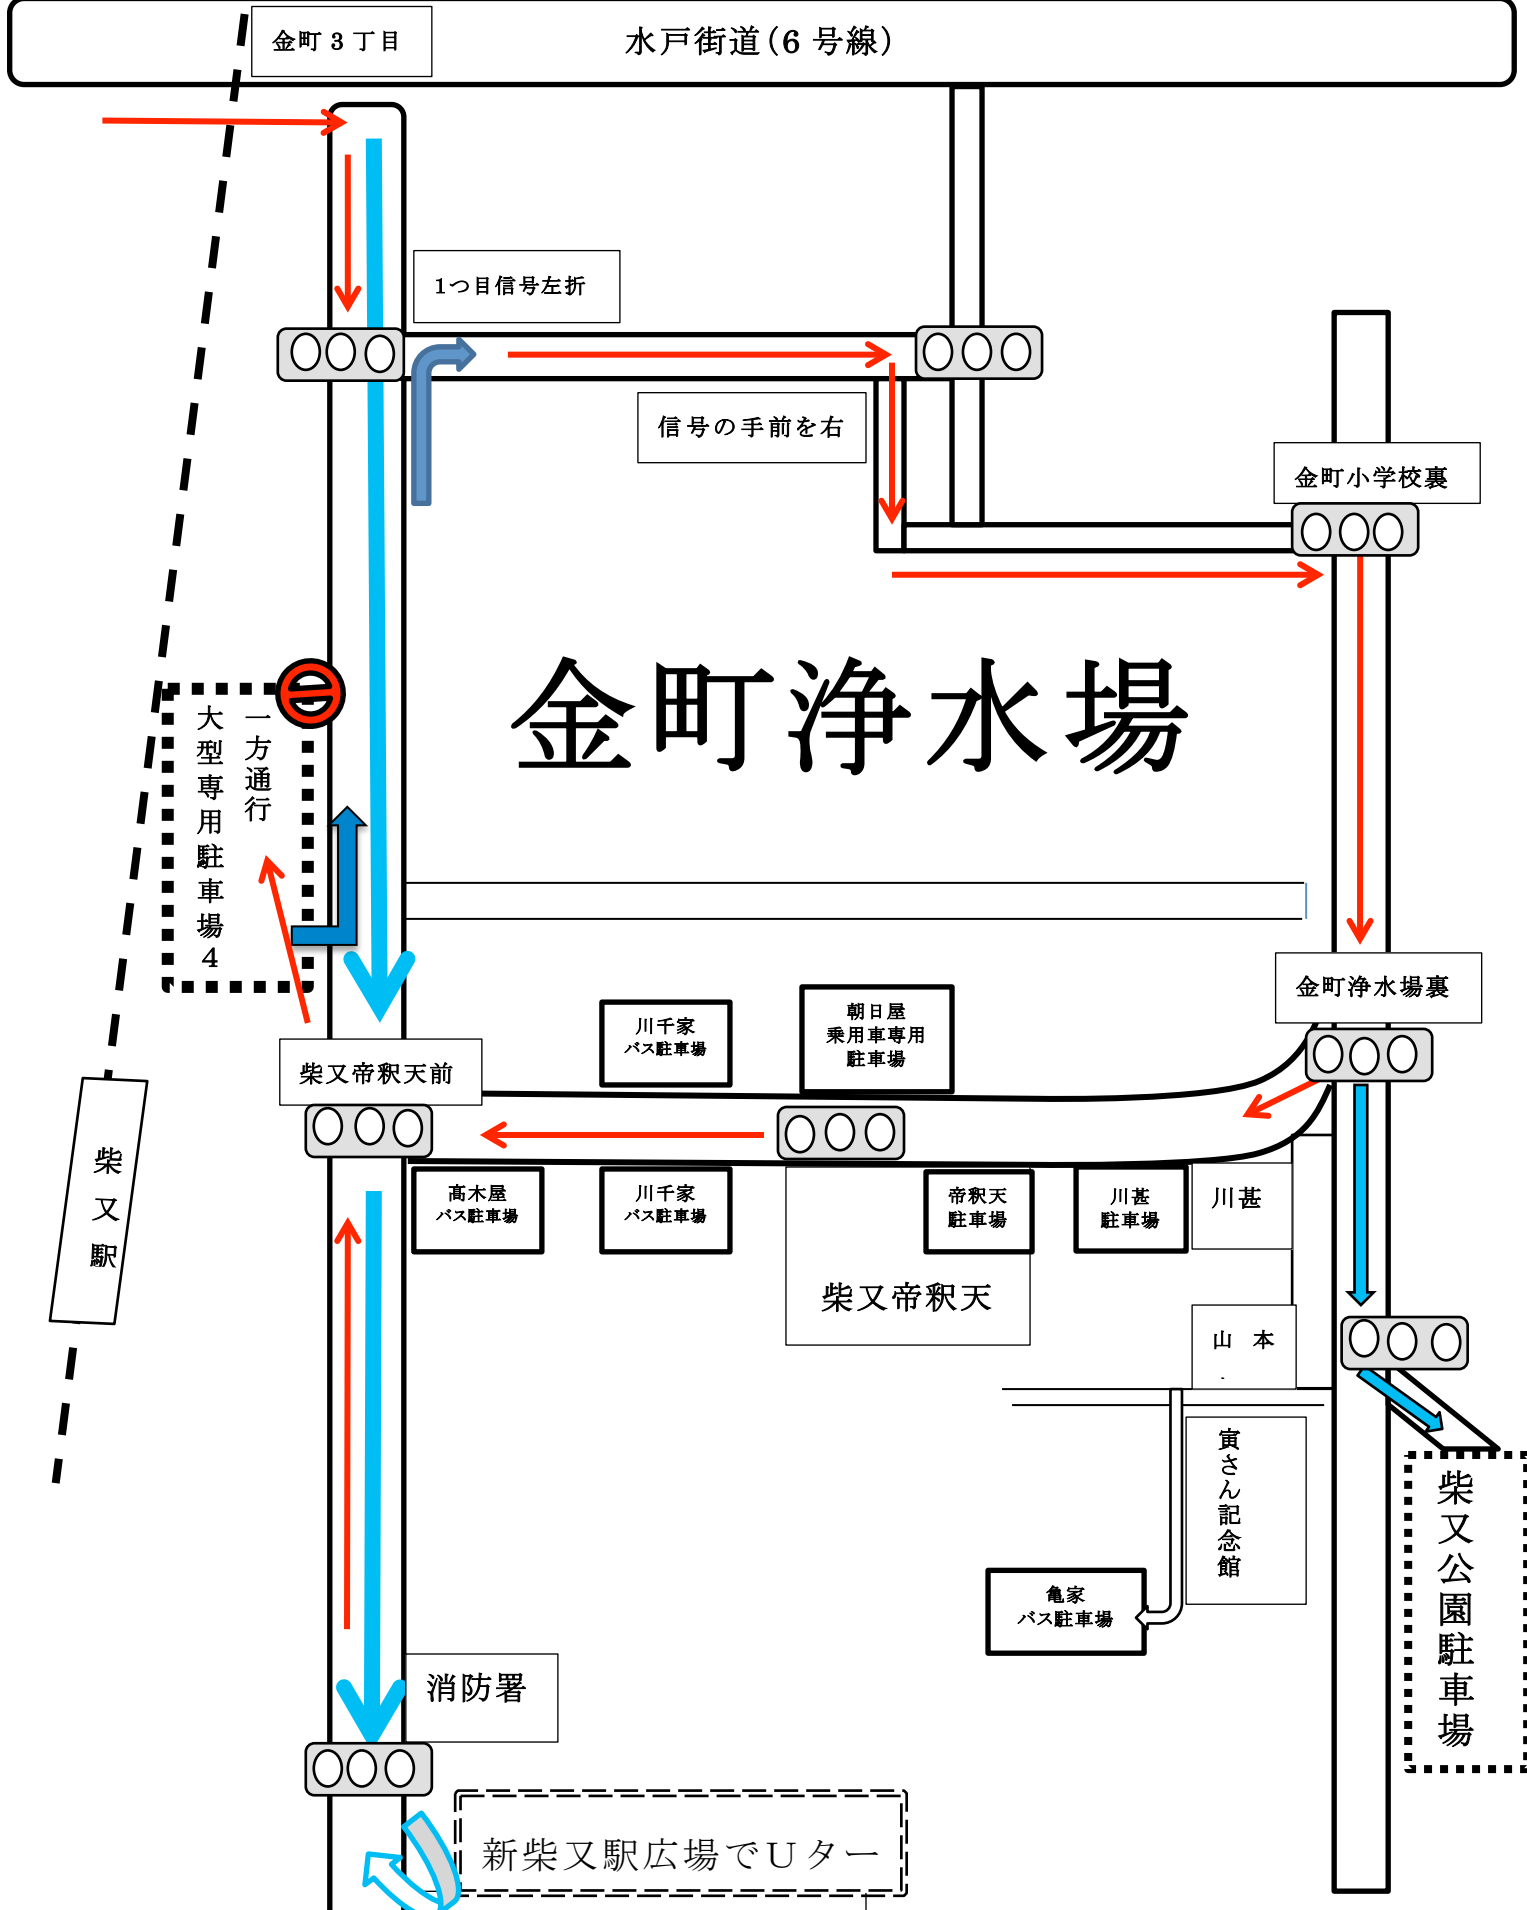 金町3丁目
水戸街道(6号線)
1つ目信号左折
信号の手前を右
金町小学校裏
金町浄水場
一方通行
大型専用駐車場4
金町浄水場裏
川千家
バス駐車場
朝日屋
乗用車専用
駐車場
柴又帝釈天前
柴又駅
髙木屋
バス駐車場
川千家
バス駐車場
帝釈天
駐車場
川甚
駐車場
川甚
柴又帝釈天
山 本
寅さん記念館
柴又公園駐車場
亀家
バス駐車場
消防署
新柴又駅広場でUター